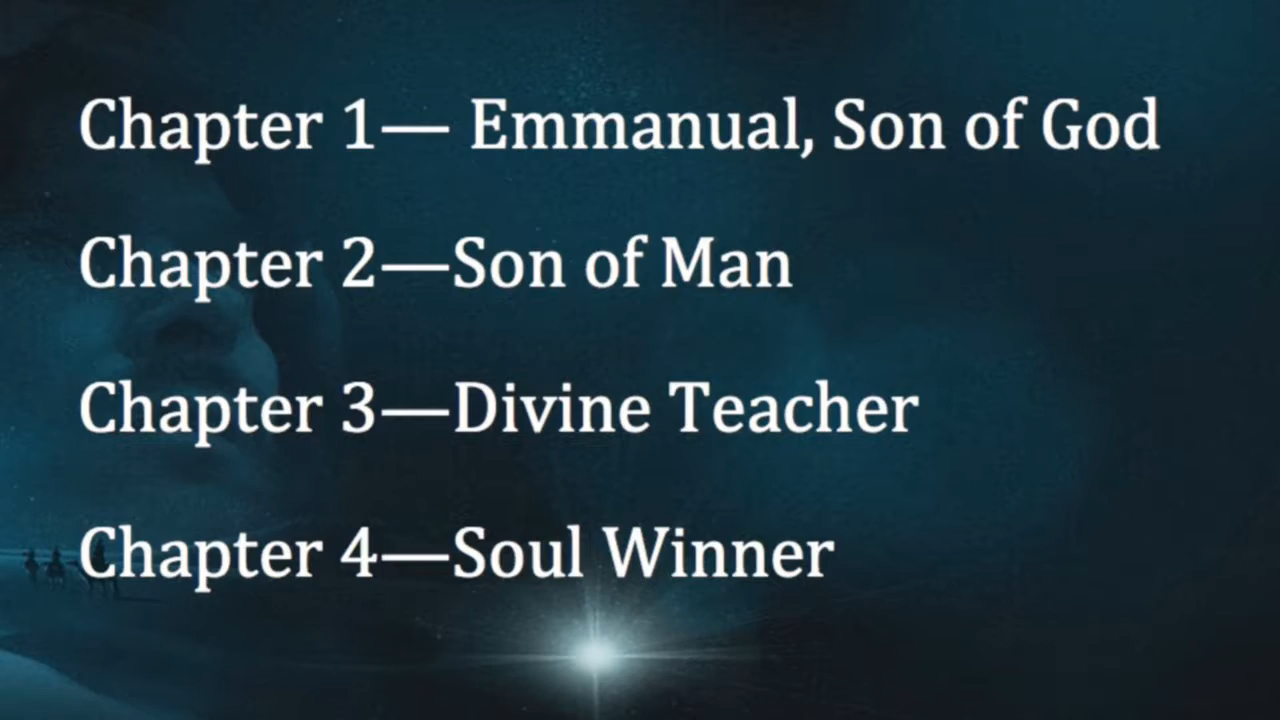 Chapter 1— Emmanual, Son of God
Chapter 2—Son of Man
Chapter 3—Divine Teacher
Chapter 4—Soul Winner